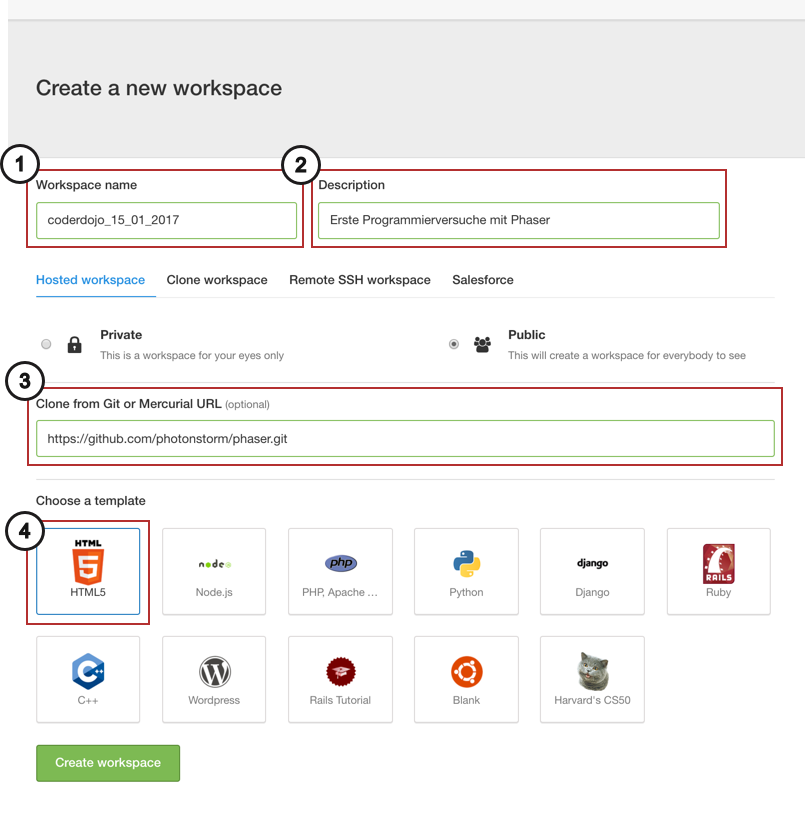 Create a new workspace
1
2
Workspace name
Description
coderdojo_15_01_2017
Erste Programmierversuche mit Phaser
Hosted workspace Clone workspace Remote SSH workspace Salesforce
Private
This is a workspace for your eyes only
Public
This will create a workspace for everybody to see
3
Clone from Git or Mercurial URL (optional)
https://github.com/photonstorm/phaser.git
Choose a template
4
HTML
5
HTML5
node
Node.js
php
PHP, Apache ...
Python
django
Django
RAILS
Ruby
C++
C++
W
Wordpress
Rails Tutorial
Blank
Harvard's CS50
Create workspace